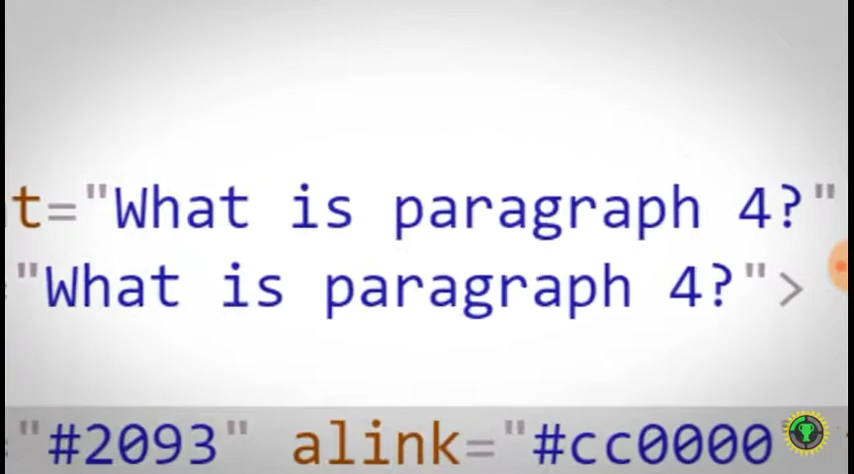 t="What is paragraph 4?"
"What is paragraph 4?">
"#2093" alink="#cc0000"